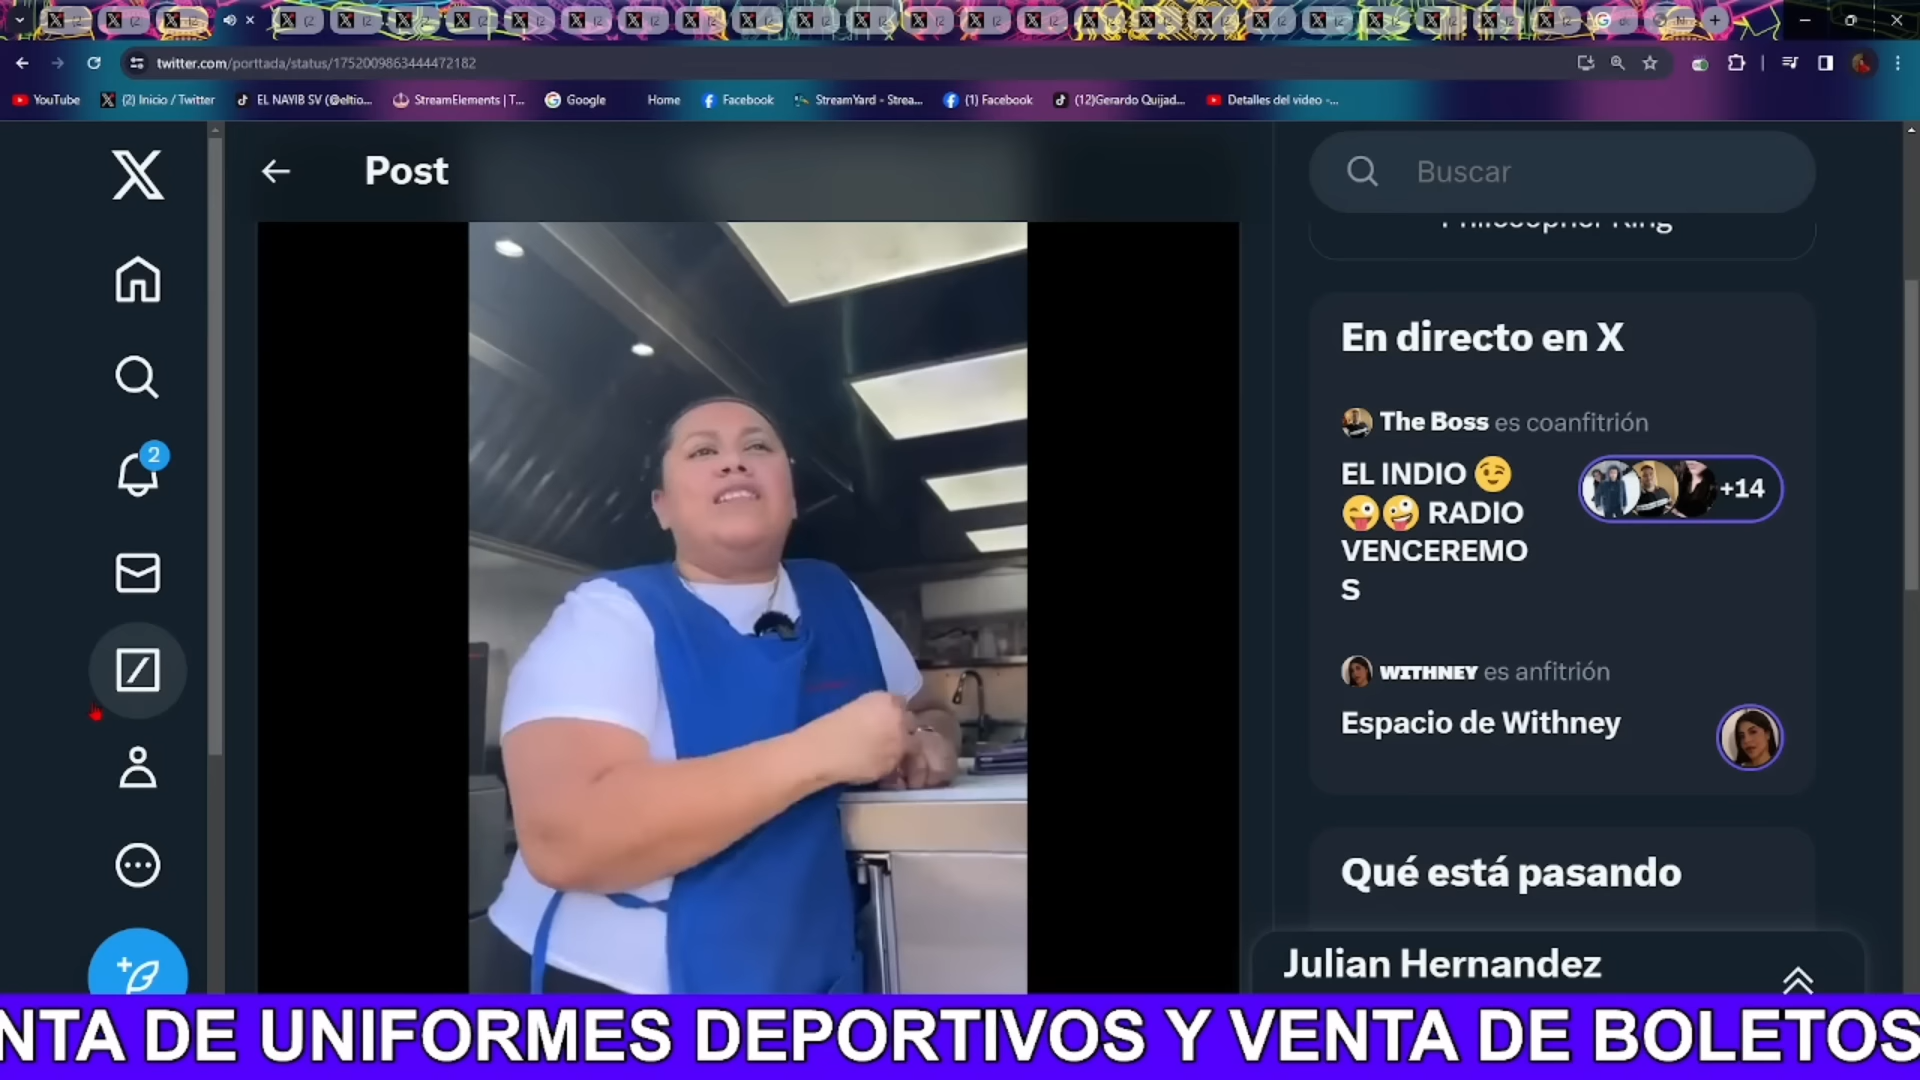 twitter.com/porttada/status/1752009863444472182
YouTube
(2) Inicio / Twitter
EL NAYIB SV (@eltio...
StreamElements | T...
Google
Home
Facebook
StreamYard - Strea...
(1) Facebook
(12)Gerardo Quijad...
Detalles del video -...
Post
Buscar
Philosopher King
En directo en X
The Boss es coanfitrión
EL INDIO 😉
😜🤪 RADIO
VENCEREMO
S
+14
WITHNEY es anfitrión
Espacio de Withney
2
Qué está pasando
Julian Hernandez
NTA DE UNIFORMES DEPORTIVOS Y VENTA DE BOLETOS